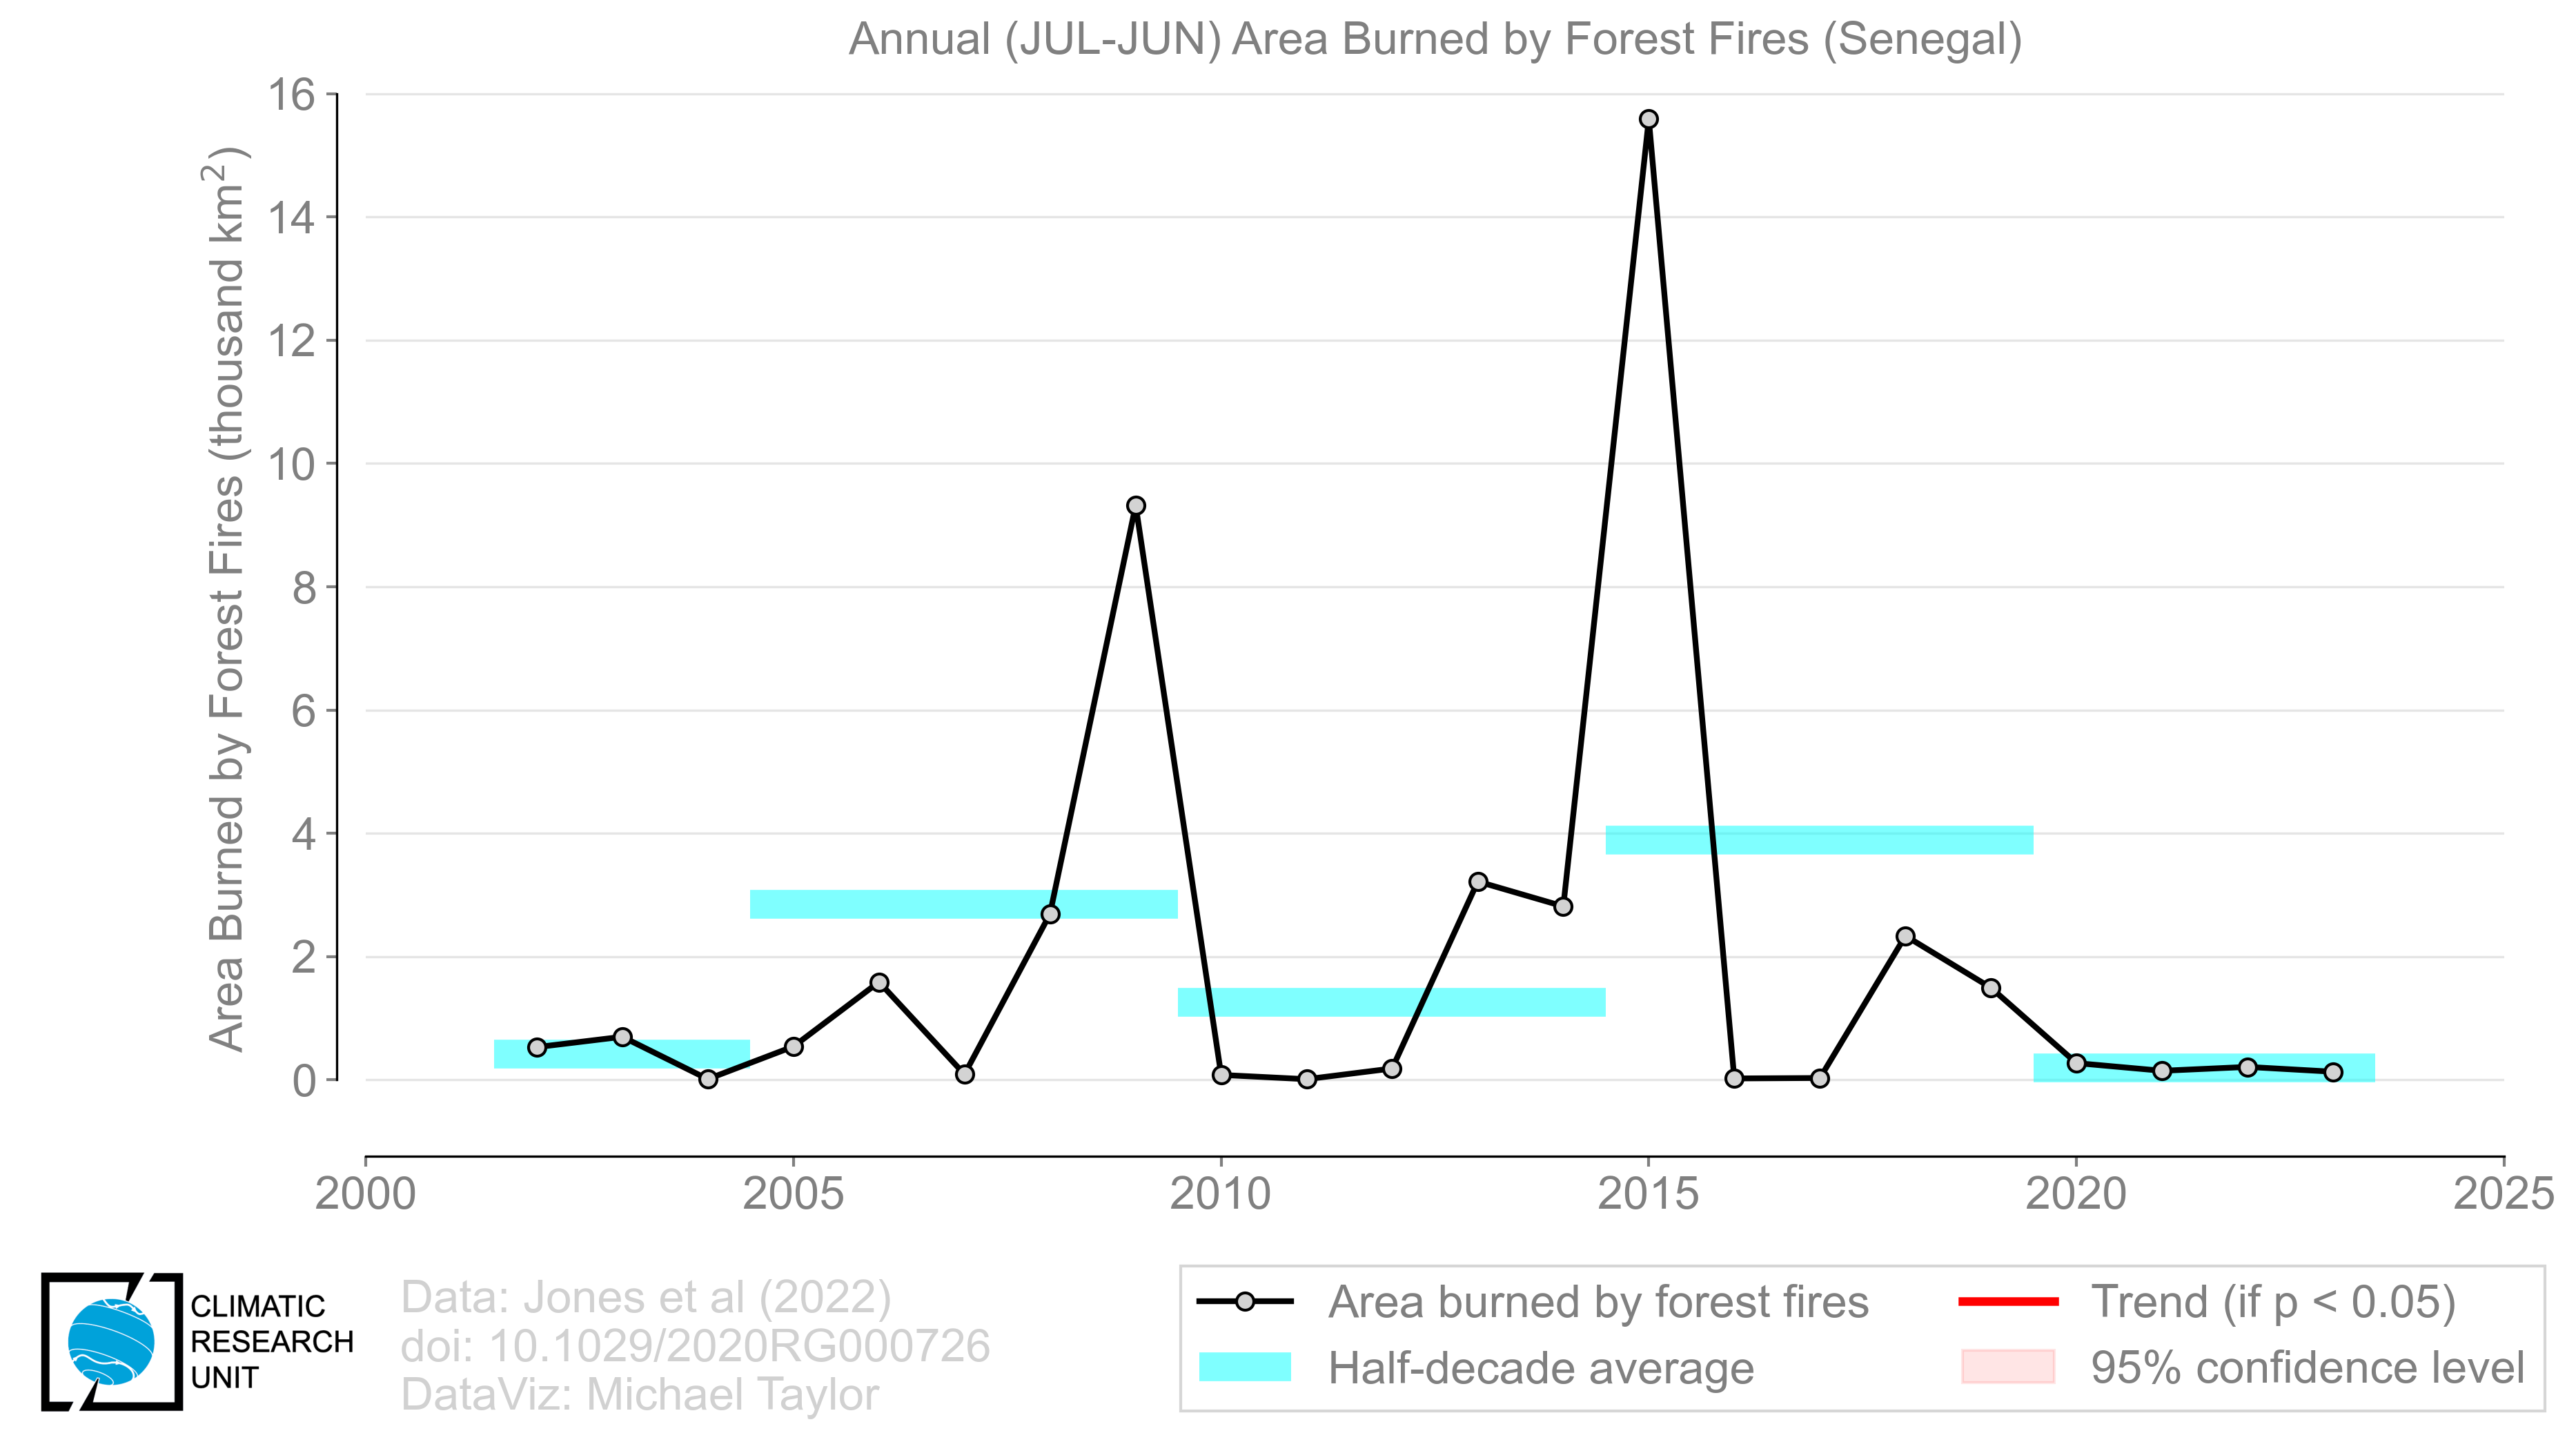 Annual (JUL-JUN) Area Burned by Forest Fires (Senegal)
Area Burned by Forest Fires (thousand km²)
16
14
12
10
8
6
4
2
0
2000 2005 2010 2015 2020 2025
CLIMATIC
RESEARCH
UNIT
Data: Jones et al (2022)
doi: 10.1029/2020RG000726
DataViz: Michael Taylor
Area burned by forest fires
Half-decade average
Trend (if p < 0.05)
95% confidence level